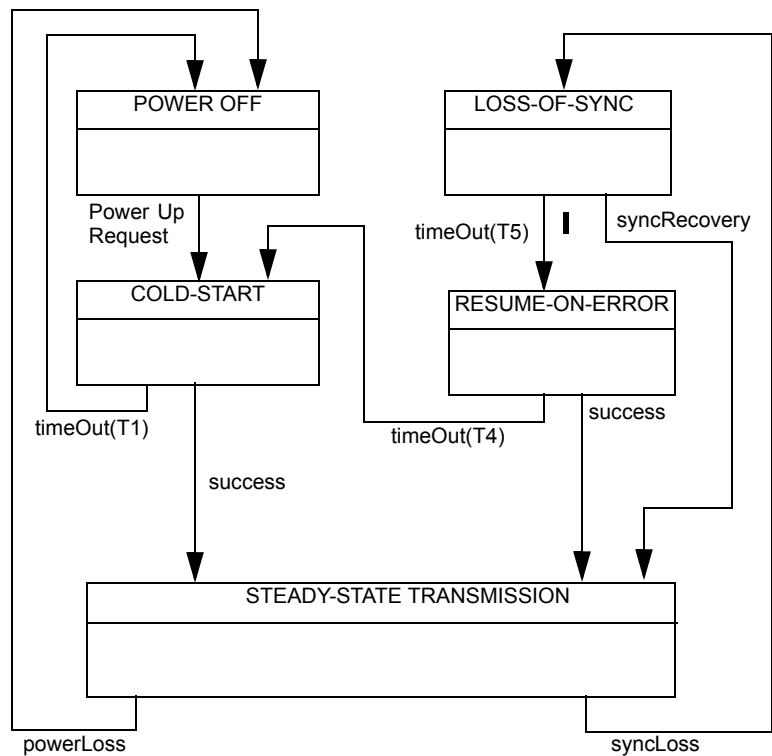 POWER OFF
LOSS-OF-SYNC
Power Up
Request
timeOut(T5)
syncRecovery
COLD-START
RESUME-ON-ERROR
timeOut(T1)
timeOut(T4)
success
success
STEADY-STATE TRANSMISSION
powerLoss
syncLoss